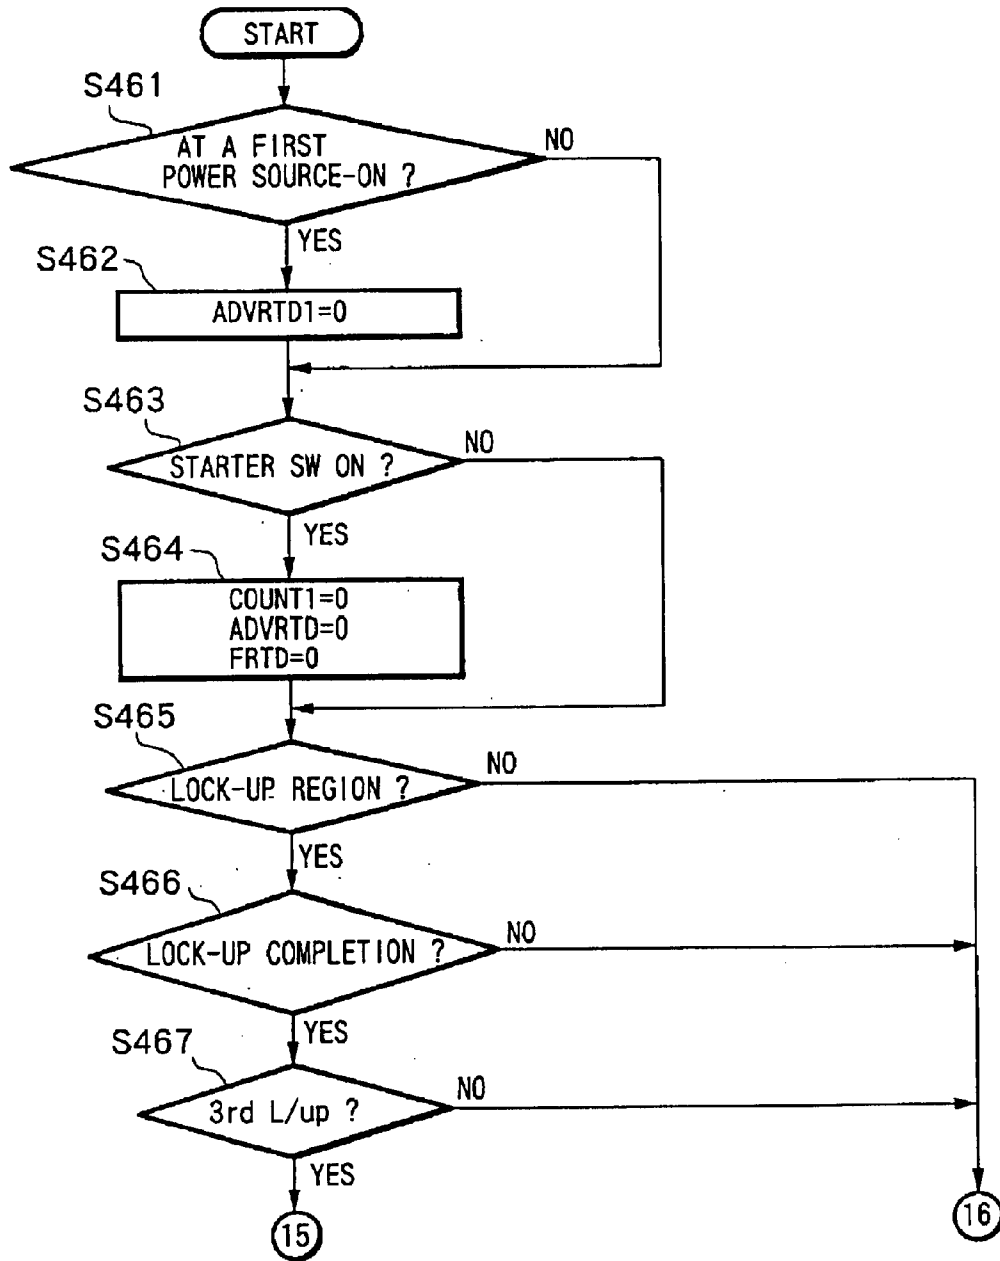 START
S461
AT A FIRST
POWER SOURCE-ON ?
NO
YES
S462
ADVRTD1=0
S463
STARTER SW ON ?
NO
YES
S464
COUNT1=0
ADVRTD=0
FRTD=0
S465
LOCK-UP REGION ?
NO
YES
S466
LOCK-UP COMPLETION ?
NO
YES
S467
3rd L/up ?
NO
YES
15
16